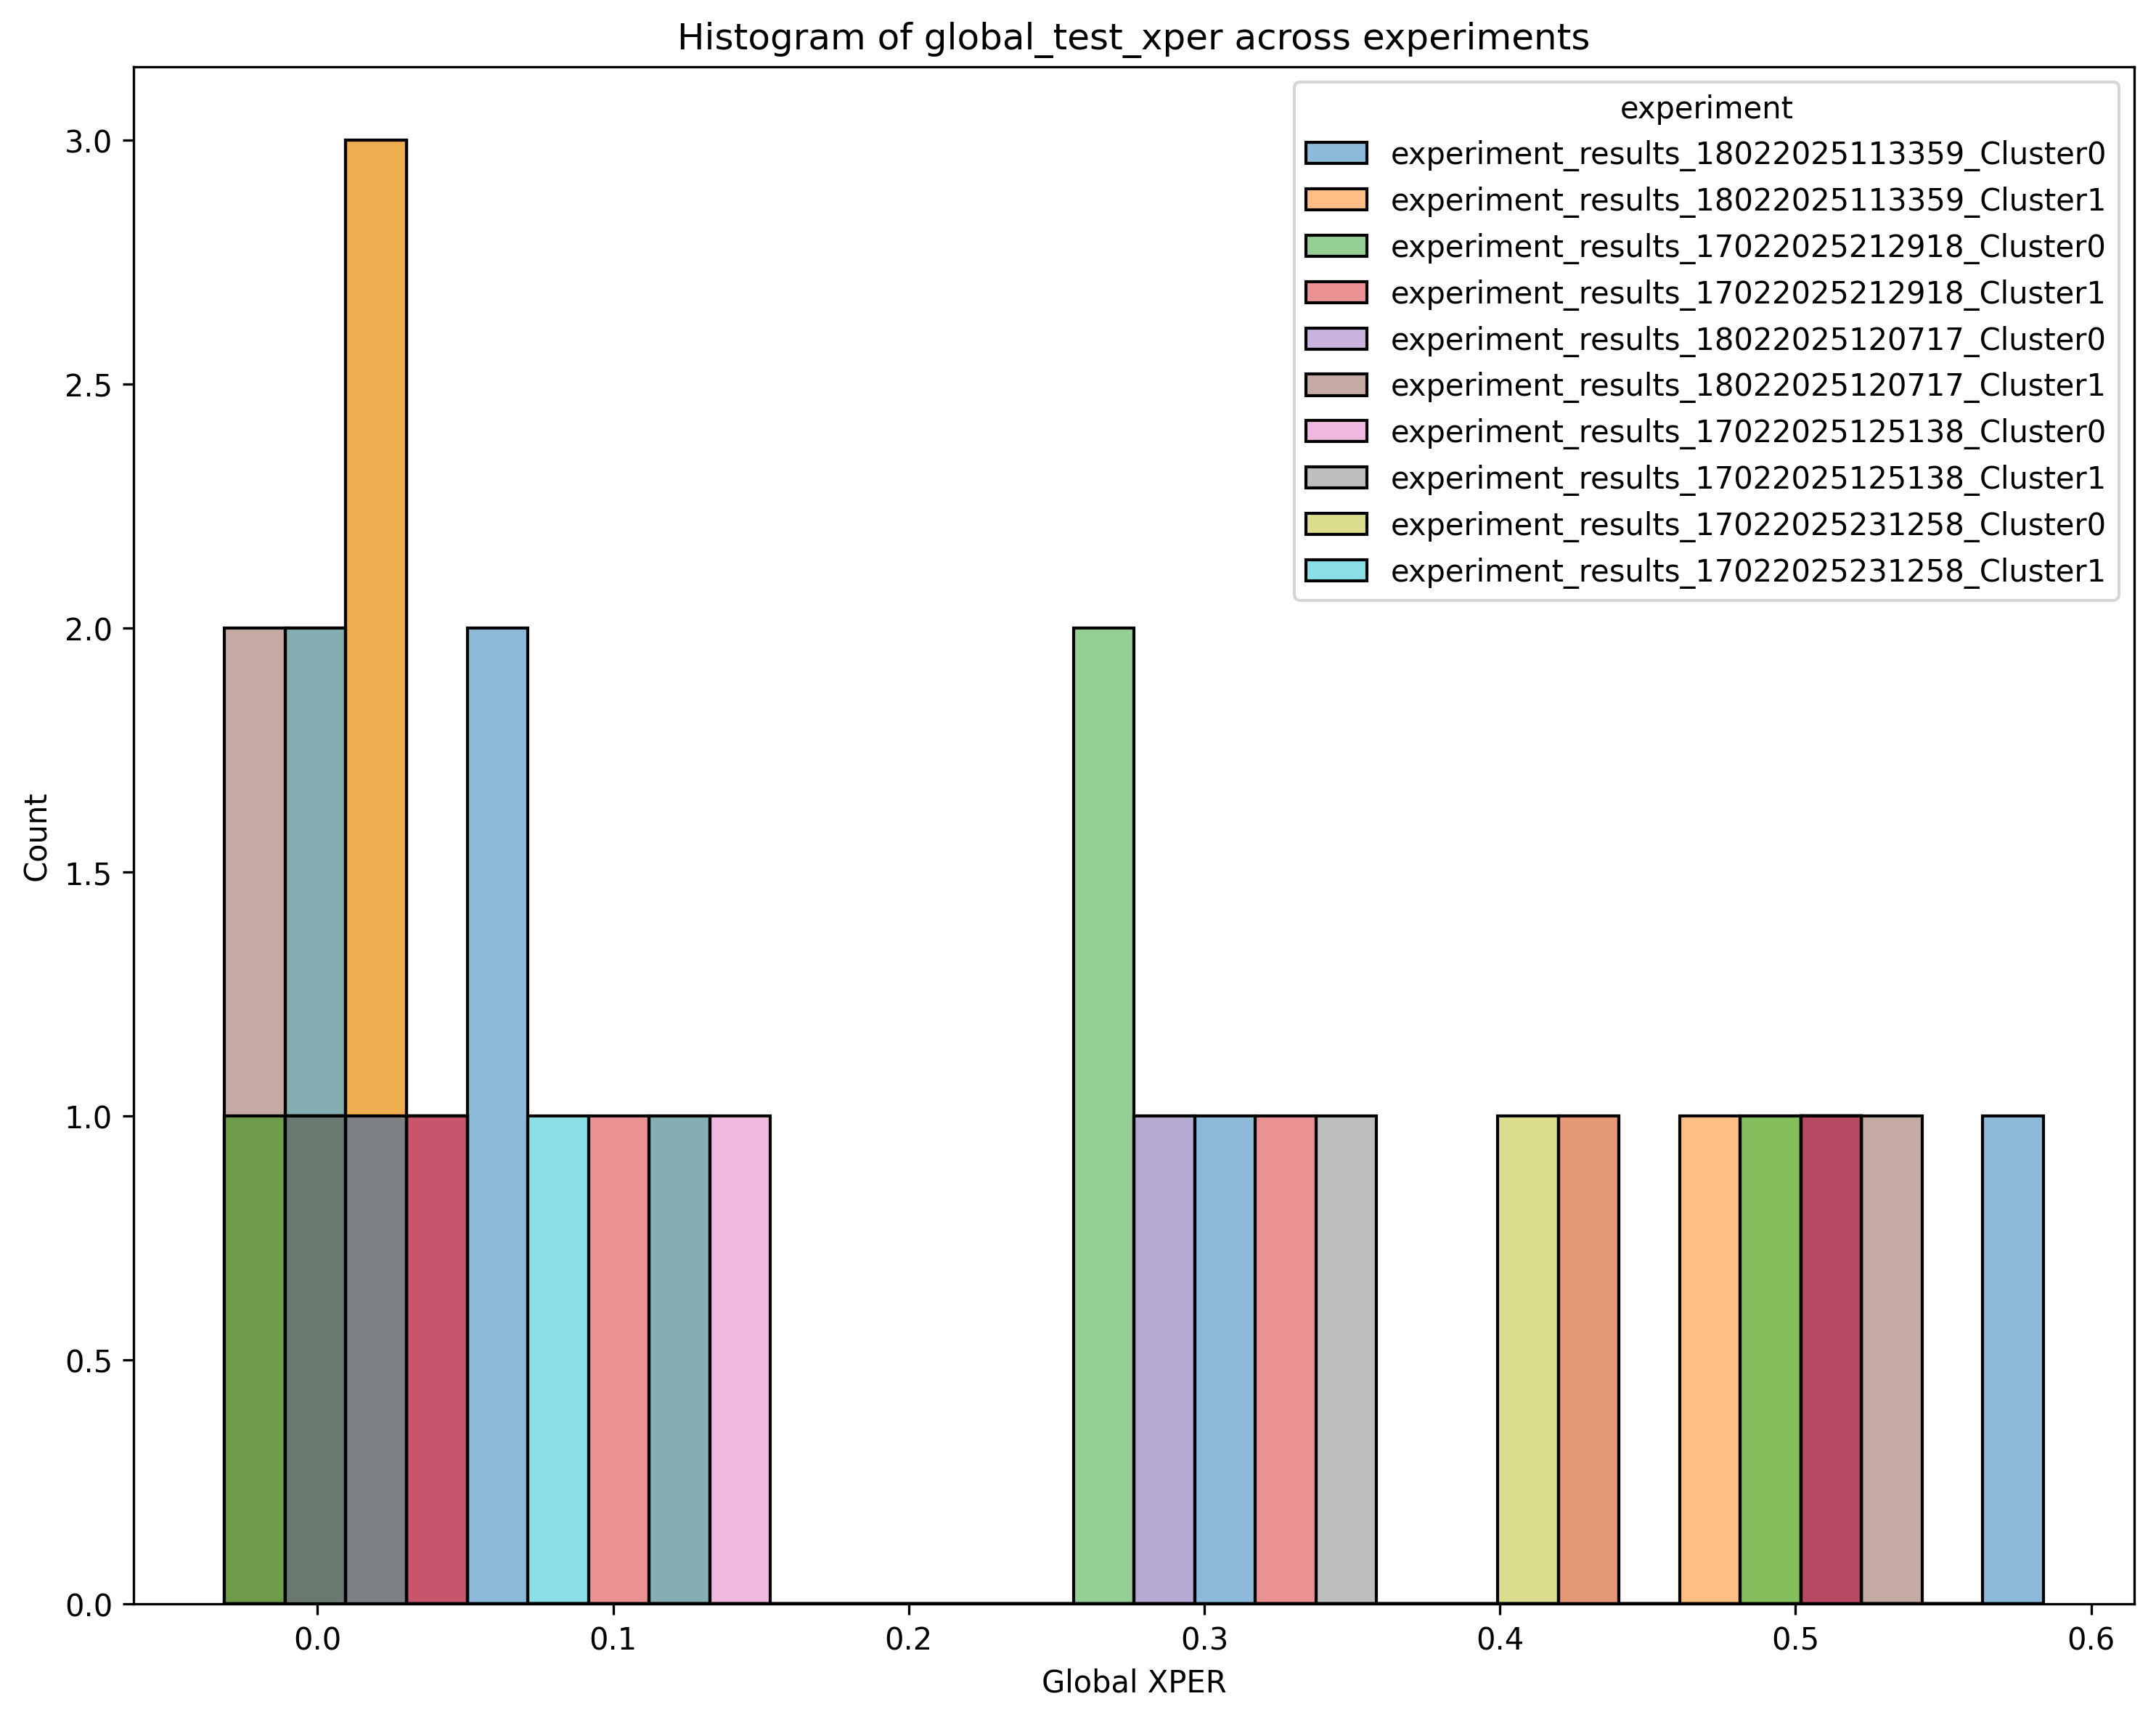 Histogram of global_test_xper across experiments
experiment
experiment_results_18022025113359_Cluster0
experiment_results_18022025113359_Cluster1
experiment_results_17022025212918_Cluster0
experiment_results_17022025212918_Cluster1
experiment_results_18022025120717_Cluster0
experiment_results_18022025120717_Cluster1
experiment_results_17022025125138_Cluster0
experiment_results_17022025125138_Cluster1
experiment_results_17022025231258_Cluster0
experiment_results_17022025231258_Cluster1
3.0
2.5
2.0
1.5
1.0
0.5
0.0
Count
0.0 0.1 0.2 0.3 0.4 0.5 0.6
Global XPER